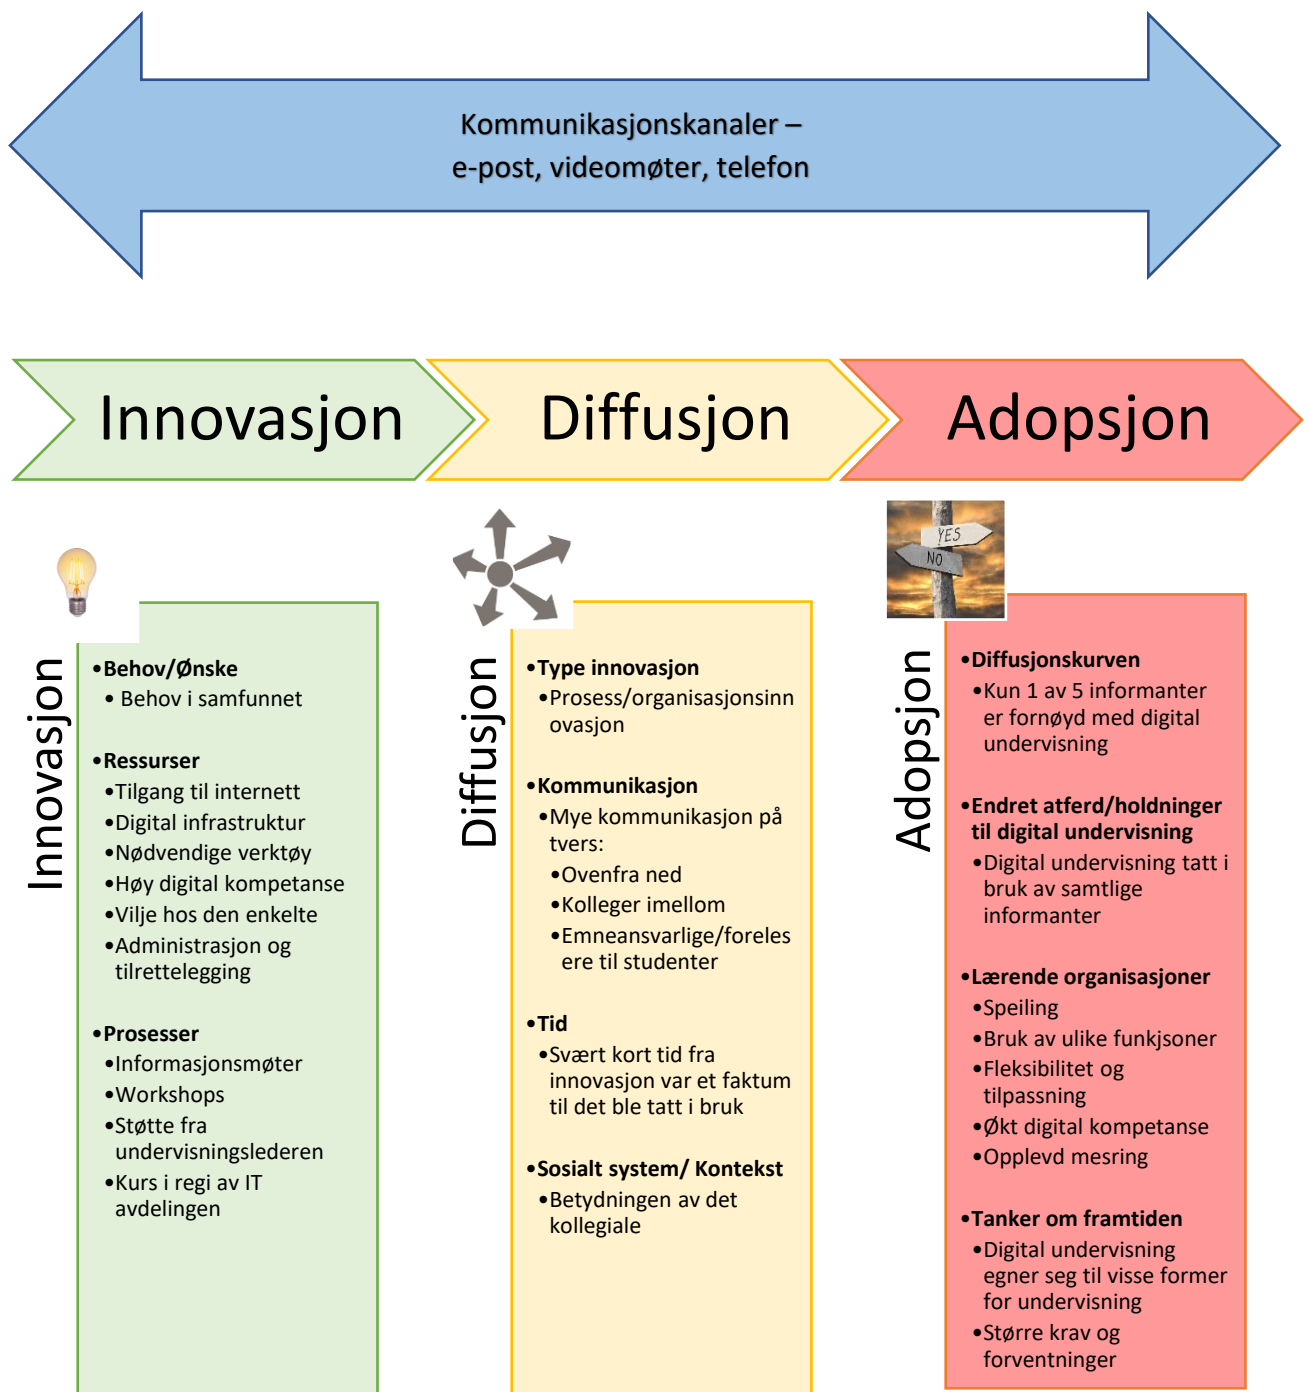 Kommunikasjonskanaler –
e-post, videomøter, telefon
Innovasjon
Diffusjon
Adopsjon
Innovasjon
•Behov/Ønske
• Behov i samfunnet
•Ressurser
•Tilgang til internett
•Digital infrastruktur
•Nødvendige verktøy
•Høy digital kompetanse
•Vilje hos den enkelte
•Administrasjon og
tilrettelegging
•Prosesser
•Informasjonsmøter
•Workshops
•Støtte fra
undervisningslederen
•Kurs i regi av IT
avdelingen
Diffusjon
•Type innovasjon
•Prosess/organisasjonsinn
ovasjon
•Kommunikasjon
•Mye kommunikasjon på
tvers:
•Ovenfra ned
•Kolleger imellom
•Emneansvarlige/foreles
ere til studenter
•Tid
•Svært kort tid fra
innovasjon var et faktum
til det ble tatt i bruk
•Sosialt system/ Kontekst
•Betydningen av det
kollegiale
YES
NO
Adopsjon
•Diffusjonskurven
•Kun 1 av 5 informanter
er fornøyd med digital
undervisning
•Endret atferd/holdninger
til digital undervisning
•Digital undervisning tatt i
bruk av samtlige
informanter
•Lærende organisasjoner
•Speiling
•Bruk av ulike funkjsoner
•Fleksibilitet og
tilpassning
•Økt digital kompetanse
•Opplevd mesring
•Tanker om framtiden
•Digital undervisning
egner seg til visse former
for undervisning
•Større krav og
forventninger